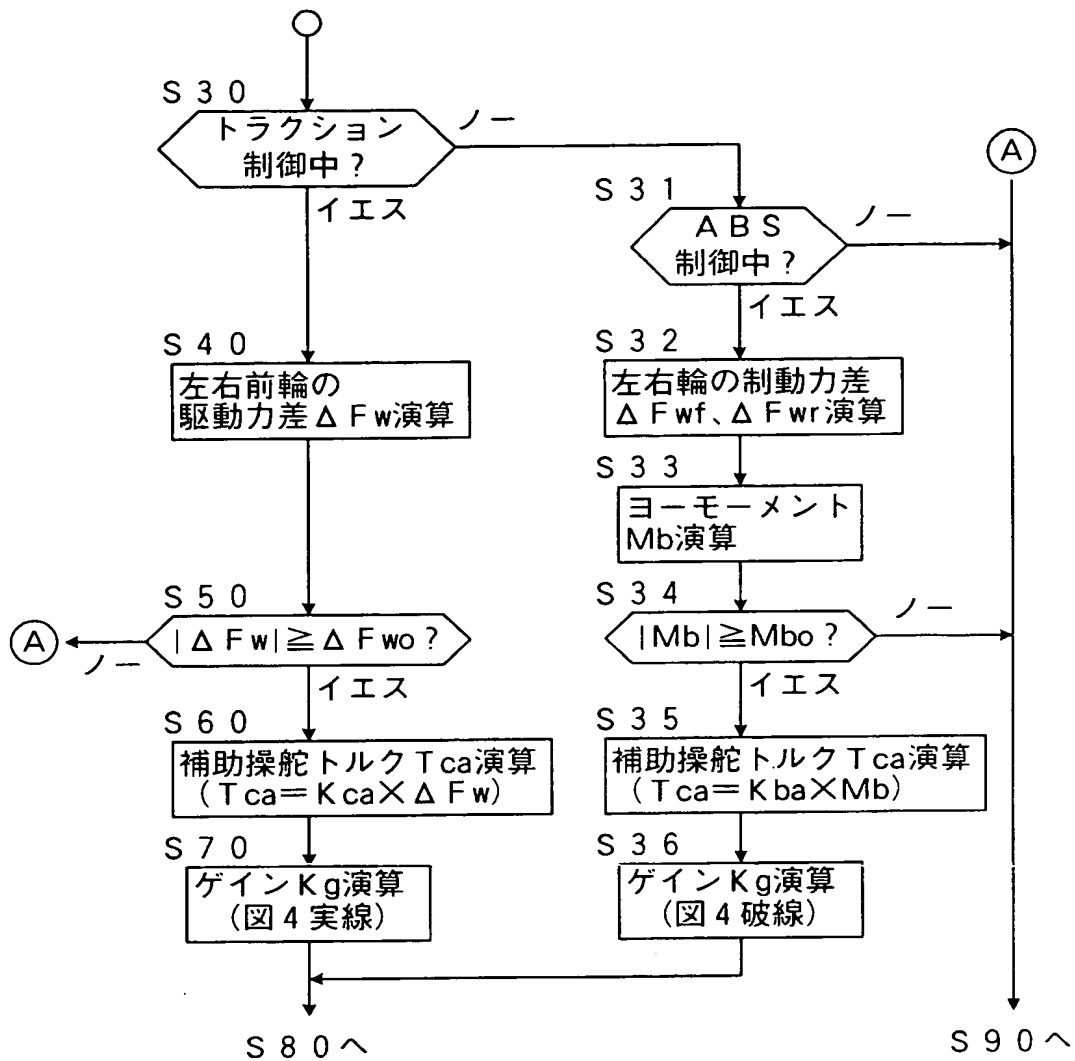 S30
トラクション
制御中?
ノー
イエス
S31
ABS
制御中?
ノー
イエス
A
S40
左右前輪の
駆動力差ΔFw演算
S32
左右輪の制動力差
ΔFwf、ΔFwr演算
S33
ヨーモーメント
Mb演算
S50
|ΔFw|≧ΔFwo?
A
ノー
イエス
S34
|Mb|≧Mbo?
ノー
イエス
S60
補助操舵トルクTca演算
(Tca=Kca×ΔFw)
S35
補助操舵トルクTca演算
(Tca=Kba×Mb)
S70
ゲインKg演算
(図4実線)
S36
ゲインKg演算
(図4破線)
S80へ
S90へ